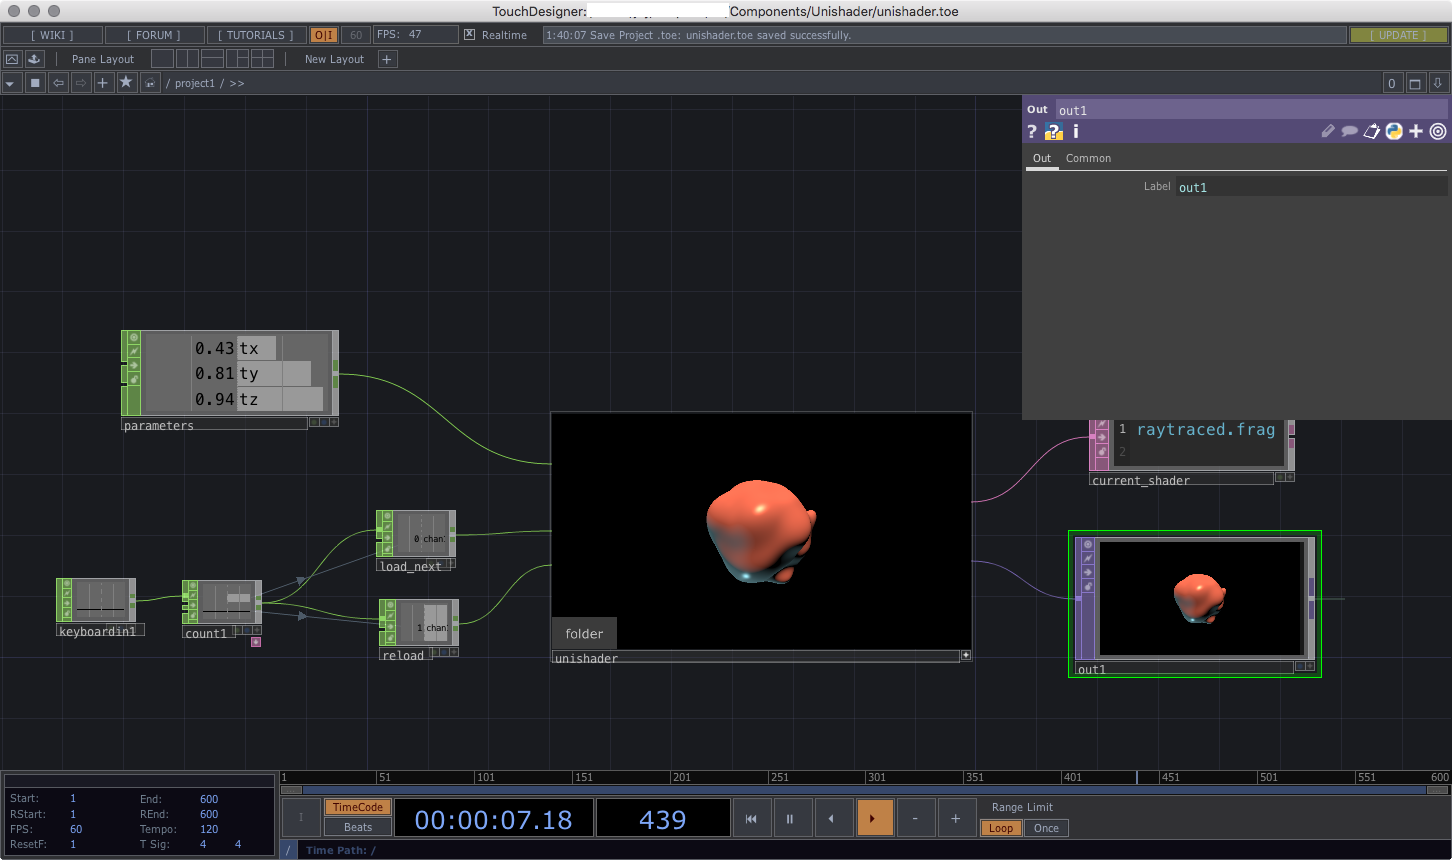 TouchDesigner: /Components/Unishader/unishader.toe
[ WIKI ] [ FORUM ] [ TUTORIALS ] O|I 60 FPS: 47 Realtime 1:40:07 Save Project .toe: unishader.toe saved successfully. [ UPDATE ]
Pane Layout New Layout +
/ project1 / >> 0
Out out1
? ? i
Out Common
Label out1
0.43 tx
0.81 ty
0.94 tz
parameters
1 raytraced.frag
2
current_shader
0 chan1
load_next
keyboardin1
count1
1 chan1
reload
folder
unishader
out1
1 51 101 151 201 251 301 351 401 451 501 551 600
Start: 1 End: 600
RStart: 1 REnd: 600
FPS: 60 Tempo: 120
ResetF: 1 T Sig: 4 4
TimeCode
Beats
00:00:07.18 439
- +
Range Limit
Loop Once
/ Time Path: /